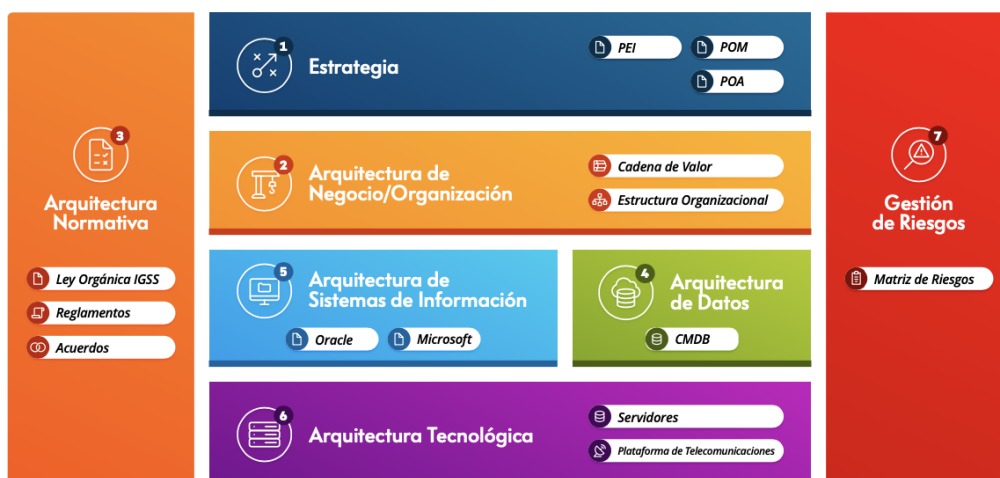 3
Arquitectura
Normativa
Ley Orgánica IGSS
Reglamentos
Acuerdos
1
Estrategia
PEI
POM
POA
2
Arquitectura de
Negocio/Organización
Cadena de Valor
Estructura Organizacional
5
Arquitectura de
Sistemas de Información
Oracle
Microsoft
4
Arquitectura
de Datos
CMDB
6
Arquitectura Tecnológica
Servidores
Plataforma de Telecomunicaciones
7
Gestión
de Riesgos
Matriz de Riesgos